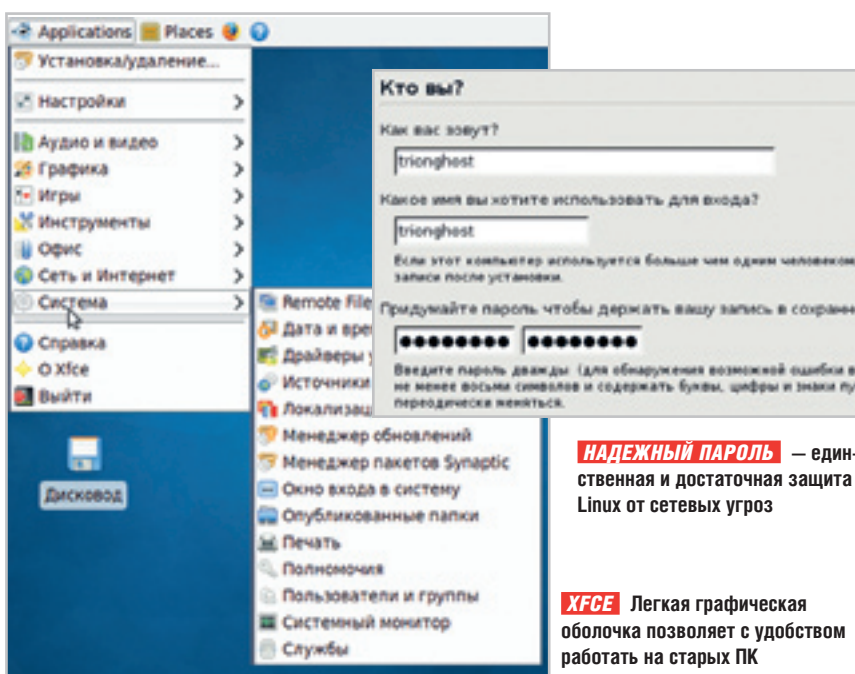 Applications Places
Установка/удаление...
Настройки
Аудио и видео
Графика
Игры
Инструменты
Офис
Сеть и Интернет
Система
Справка
О Xfce
Выйти
Дисковод
Remote File
Дата и
Драйверы
Источники
Менеджер обновлений
Менеджер пакетов Synaptic
Окно входа в систему
Опубликованные папки
Печать
Полномочия
Пользователи и группы
Системный монитор
Службы
Кто вы?
Как вас зовут?
trionghost
Какое имя вы хотите использовать для входа?
trionghost
Если этот компьютер используется больше чем одним человеком,
записи после установки.
Придумайте пароль чтобы держать вашу запись в
Введите пароль дважды (для обнаружения возможной ошибки
не менее восьми символов и содержать буквы, цифры и знаки
переодически меняться.
НАДЕЖНЫЙ ПАРОЛЬ — един-
ственная и достаточная защита
Linux от сетевых угроз
XFCE Легкая графическая
оболочка позволяет с удобством
работать на старых ПК